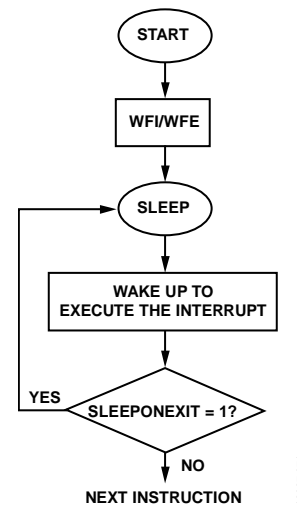 START
WFI/WFE
SLEEP
WAKE UP TO
EXECUTE THE INTERRUPT
YES
SLEEPONEXIT = 1?
NO
NEXT INSTRUCTION